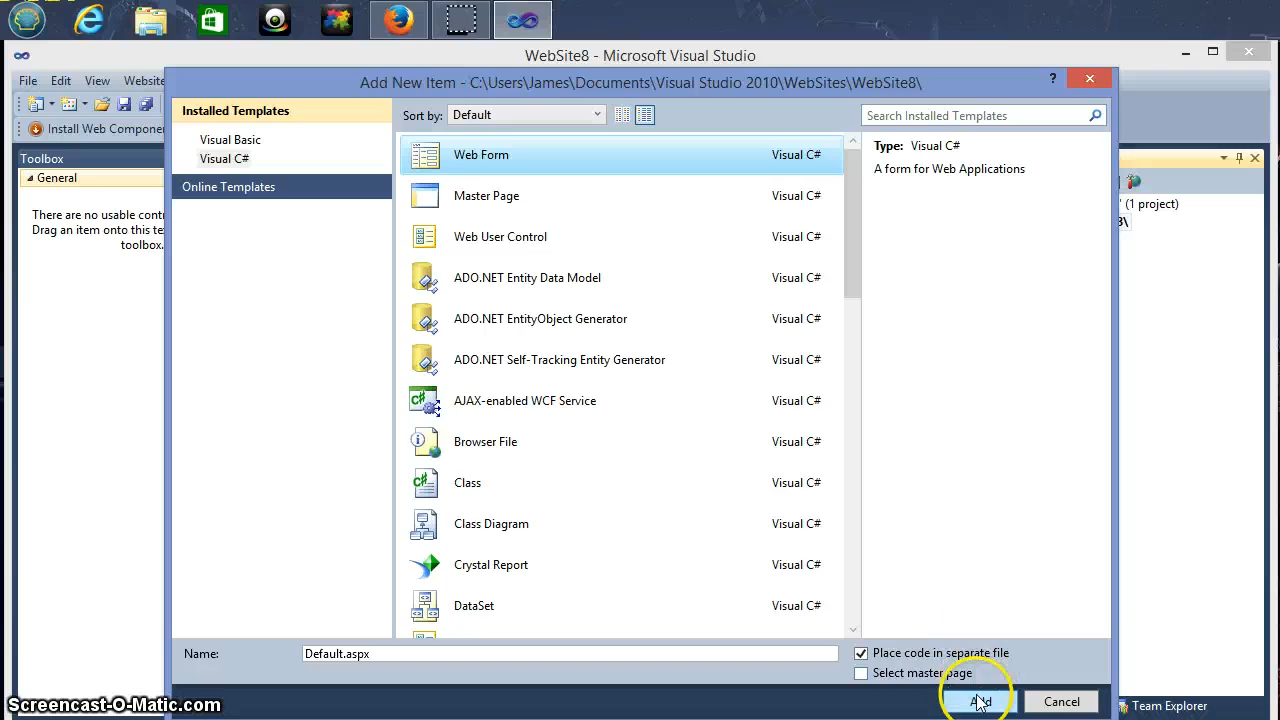 WebSite8 - Microsoft Visual Studio
File Edit View Website
Add New Item - C:\Users\James\Documents\Visual Studio 2010\WebSites\WebSite8\
?
Installed Templates
Sort by: Default
Search Installed Templates
Install Web Componen
Visual Basic
Web Form Visual C#
Type: Visual C#
Toolbox
Visual C#
A form for Web Applications
General
Online Templates
Master Page Visual C#
' (1 project)
There are no usable contr
Drag an item onto this te
toolbox.
8\
Web User Control Visual C#
ADO.NET Entity Data Model Visual C#
ADO.NET EntityObject Generator Visual C#
ADO.NET Self-Tracking Entity Generator Visual C#
AJAX-enabled WCF Service Visual C#
Browser File Visual C#
Class Visual C#
Class Diagram Visual C#
Crystal Report Visual C#
DataSet Visual C#
Name: Default.aspx
Place code in separate file
Select master page
Add Cancel
Screencast-O-Matic.com
Team Explorer